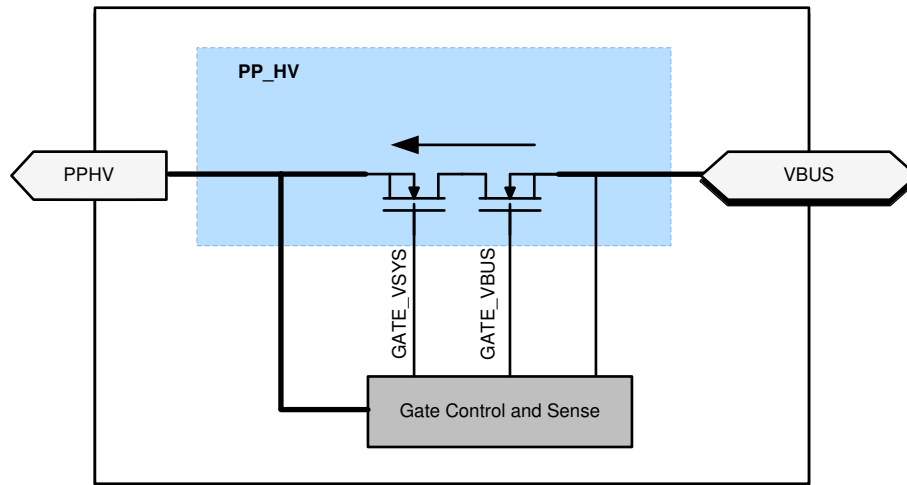 PP_HV
PPHV
VBUS
GATE_VSYS
GATE_VBUS
Gate Control and Sense